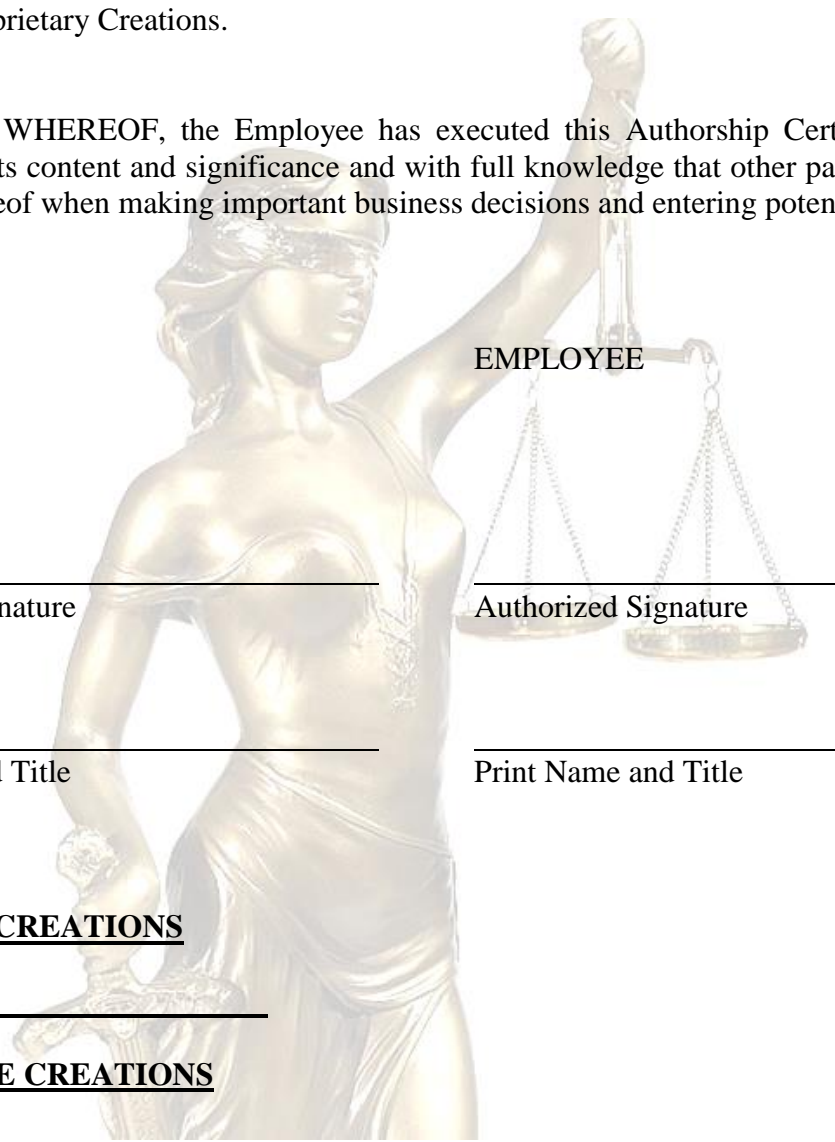 prietary Creations.
WHEREOF, the Employee has executed this Authorship Cert
ts content and significance and with full knowledge that other pa
eof when making important business decisions and entering poten
EMPLOYEE
nature Authorized Signature
Title Print Name and Title
CREATIONS
E CREATIONS